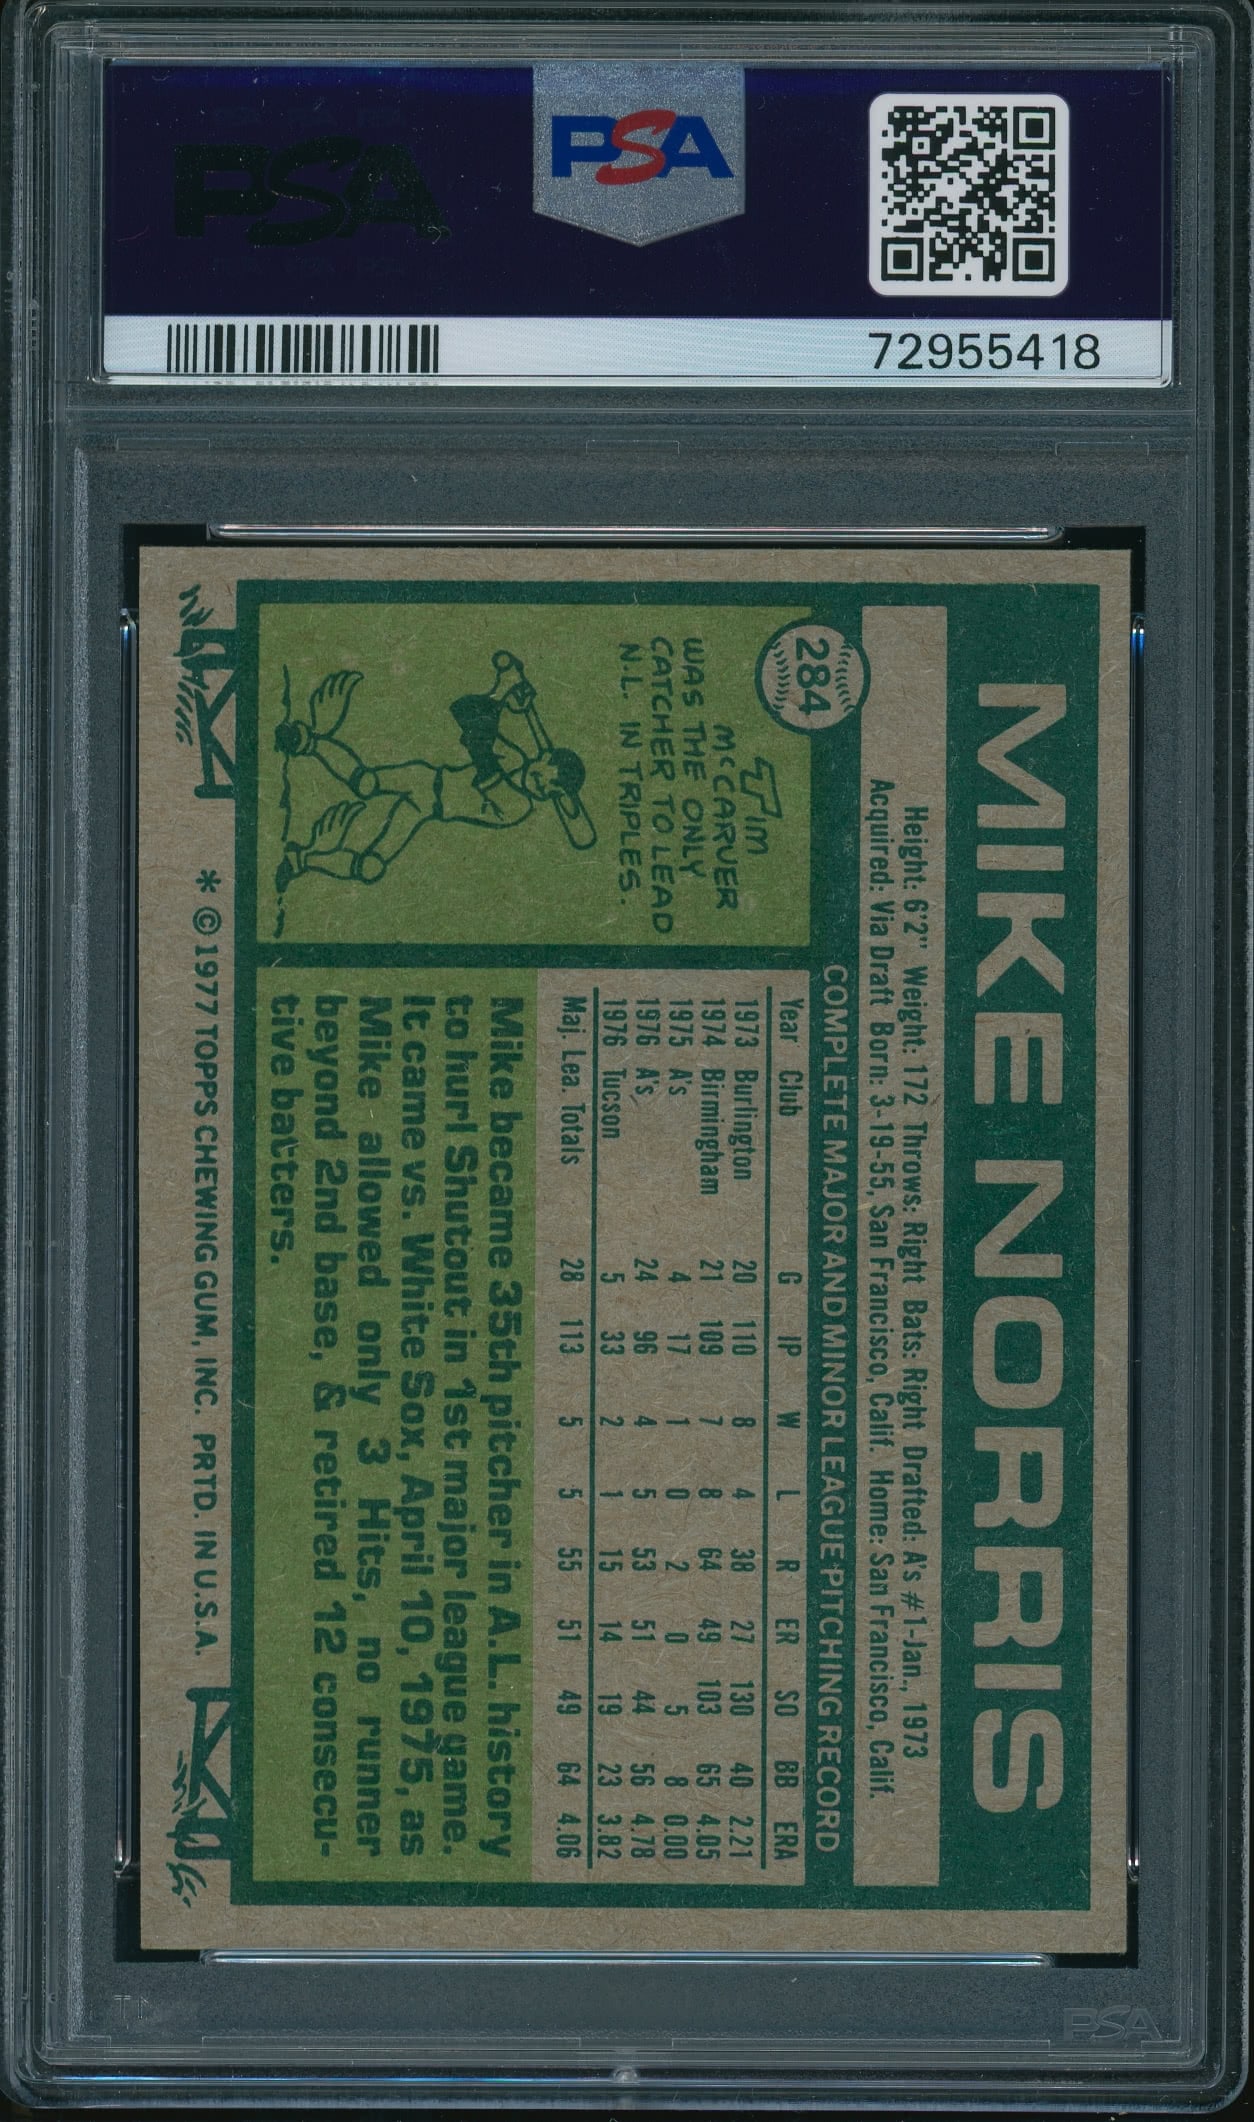 PSA
PSA
72955418
MIKE NORRIS
Height: 6'2" Weight: 172 Throws: Right Bats: Right Drafted: A's #1-Jan., 1973
Acquired: Via Draft Born: 3-19-55, San Francisco, Calif. Home: San Francisco, Calif.
284
TIM
McCARVER
WAS THE ONLY
CATCHER TO LEAD
N.L. IN TRIPLES.
COMPLETE MAJOR AND MINOR LEAGUE PITCHING RECORD
Year Club G IP W L R ER SO BB ERA
1973 Burlington 20 110 8 4 38 27 130 40 2.21
1974 Birmingham 21 109 7 8 64 49 103 65 4.05
1975 A's 4 17 1 0 2 0 5 8 0.00
1976 A's 24 96 4 5 53 51 44 56 4.78
1976 Tucson 5 33 2 1 15 14 19 23 3.82
Maj. Lea. Totals 28 113 5 5 55 51 49 64 4.06
Mike became 35th pitcher in A.L. history
to hurl Shutout in 1st major league game.
It came vs. White Sox, April 10, 1975, as
Mike allowed only 3 Hits, no runner
beyond 2nd base, & retired 12 consecu-
tive batters.
* ©1977 TOPPS CHEWING GUM, INC. PRTD. IN U.S.A.
PSA